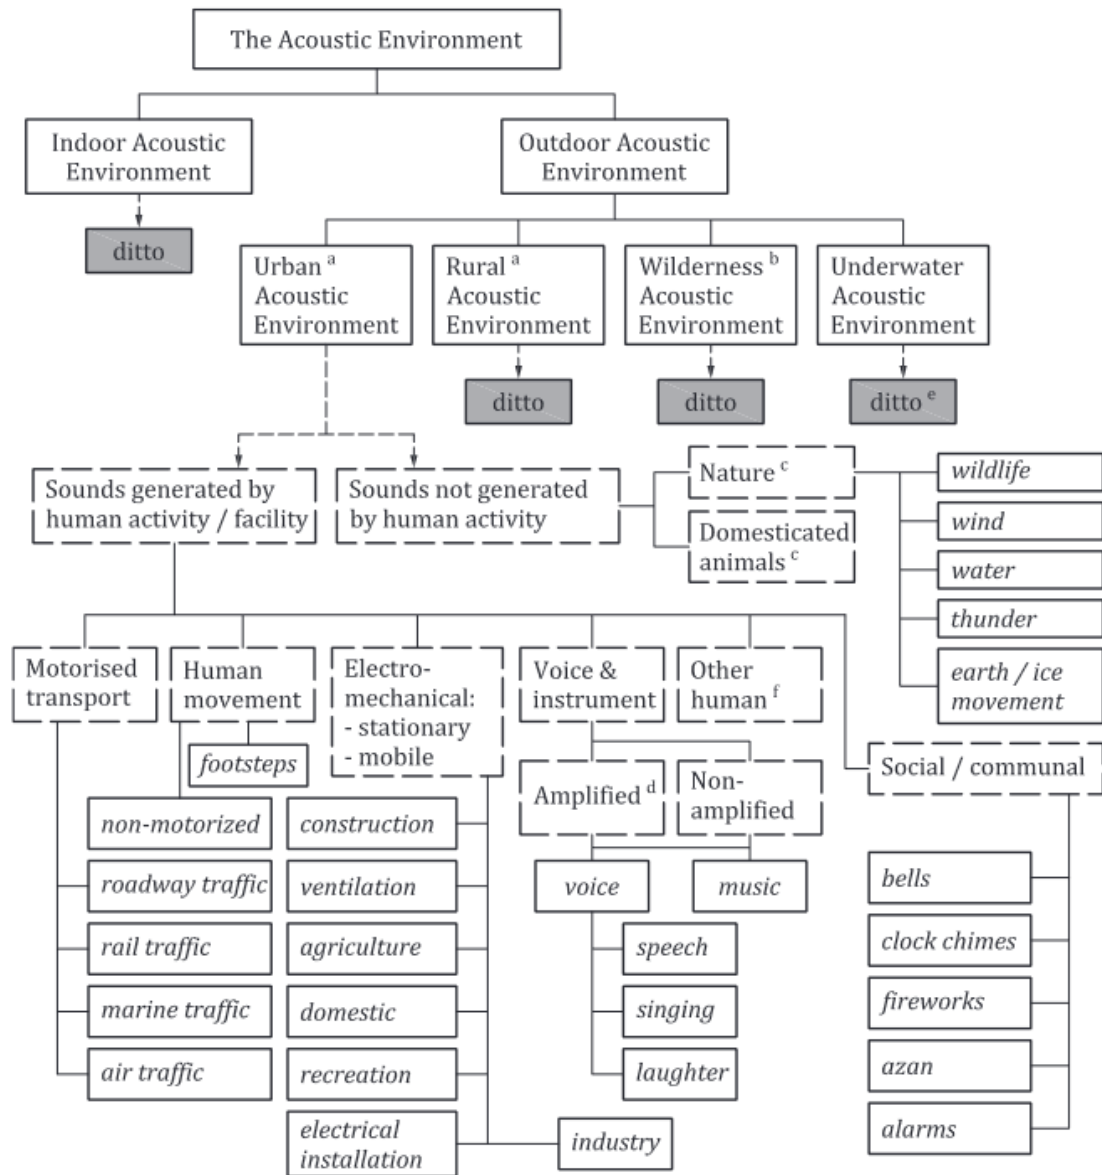 The Acoustic Environment
Indoor Acoustic
Environment
Outdoor Acoustic
Environment
ditto
Urban a
Acoustic
Environment
Rural a
Acoustic
Environment
Wilderness b
Acoustic
Environment
Underwater
Acoustic
Environment
ditto
ditto
ditto e
Sounds generated by
human activity / facility
Sounds not generated
by human activity
Nature c
Domesticated
animals c
wildlife
wind
water
thunder
earth / ice
movement
Motorised
transport
Human
movement
Electro-
mechanical:
- stationary
- mobile
Voice &
instrument
Other
human f
Social / communal
footsteps
non-motorized
roadway traffic
rail traffic
marine traffic
air traffic
construction
ventilation
agriculture
domestic
recreation
electrical
installation
industry
Amplified d
Non-
amplified
voice
music
speech
singing
laughter
bells
clock chimes
fireworks
azan
alarms